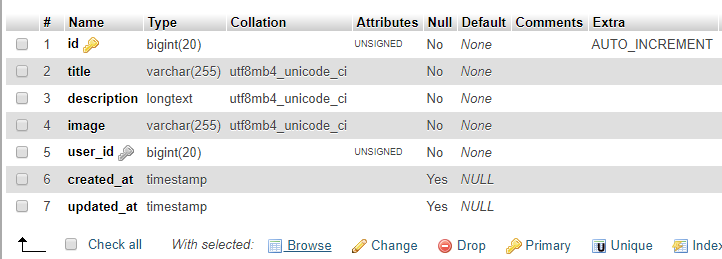 # Name Type Collation Attributes Null Default Comments Extra
1 id bigint(20) UNSIGNED No None AUTO_INCREMENT
2 title varchar(255) utf8mb4_unicode_ci No None
3 description longtext utf8mb4_unicode_ci No None
4 image varchar(255) utf8mb4_unicode_ci No None
5 user_id bigint(20) UNSIGNED No None
6 created_at timestamp Yes NULL
7 updated_at timestamp Yes NULL
Check all With selected: Browse Change Drop Primary U Unique Index